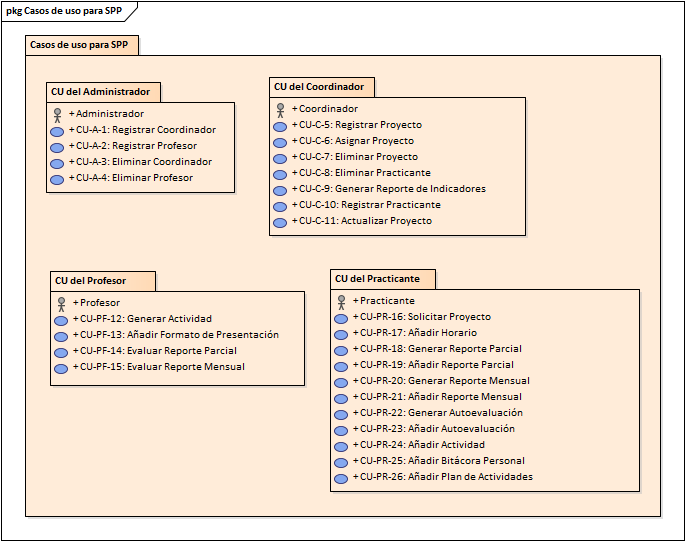 pkg Casos de uso para SPP
Casos de uso para SPP
CU del Administrador
+ Administrador
+ CU-A-1: Registrar Coordinador
+ CU-A-2: Registrar Profesor
+ CU-A-3: Eliminar Coordinador
+ CU-A-4: Eliminar Profesor
CU del Coordinador
+ Coordinador
+ CU-C-5: Registrar Proyecto
+ CU-C-6: Asignar Proyecto
+ CU-C-7: Eliminar Proyecto
+ CU-C-8: Eliminar Practicante
+ CU-C-9: Generar Reporte de Indicadores
+ CU-C-10: Registrar Practicante
+ CU-C-11: Actualizar Proyecto
CU del Profesor
+ Profesor
+ CU-PF-12: Generar Actividad
+ CU-PF-13: Añadir Formato de Presentación
+ CU-PF-14: Evaluar Reporte Parcial
+ CU-PF-15: Evaluar Reporte Mensual
CU del Practicante
+ Practicante
+ CU-PR-16: Solicitar Proyecto
+ CU-PR-17: Añadir Horario
+ CU-PR-18: Generar Reporte Parcial
+ CU-PR-19: Añadir Reporte Parcial
+ CU-PR-20: Generar Reporte Mensual
+ CU-PR-21: Añadir Reporte Mensual
+ CU-PR-22: Generar Autoevaluación
+ CU-PR-23: Añadir Autoevaluación
+ CU-PR-24: Añadir Actividad
+ CU-PR-25: Añadir Bitácora Personal
+ CU-PR-26: Añadir Plan de Actividades